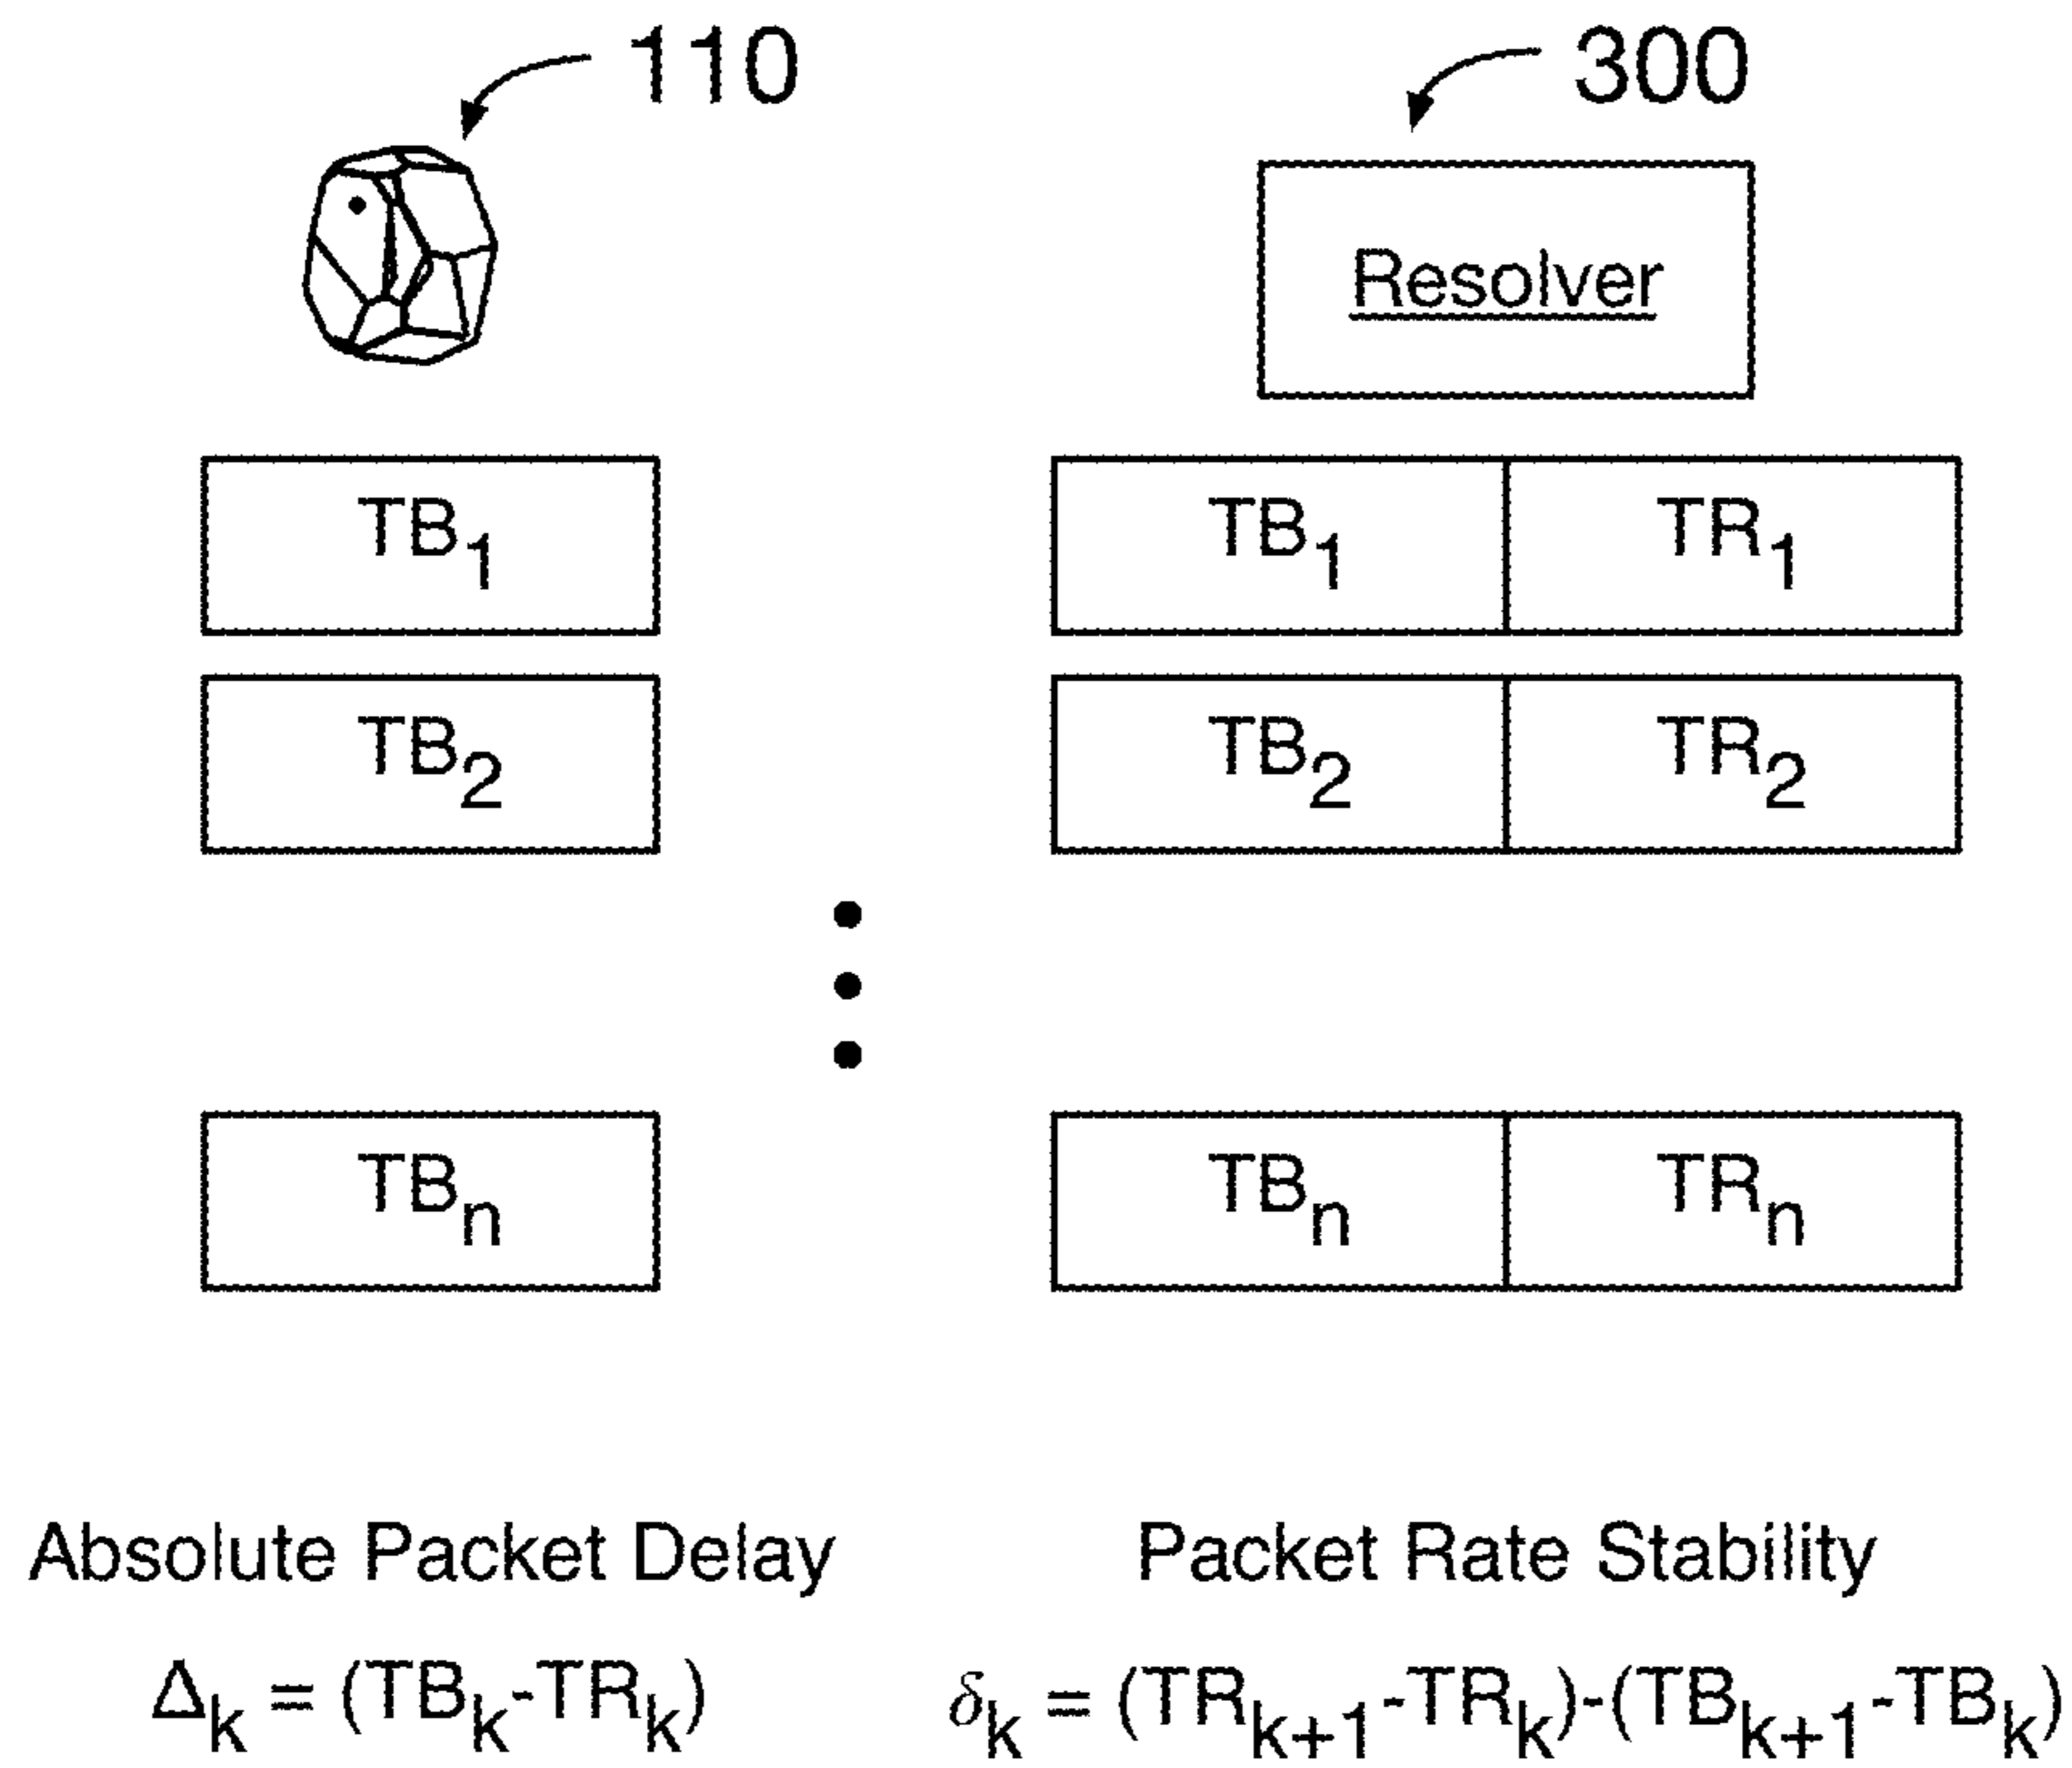 110 300
Resolver
TB₁ TB₁ TR₁
TB₂ TB₂ TR₂
TBₙ TBₙ TRₙ
Absolute Packet Delay Packet Rate Stability
Δₖ = (TBₖ-TRₖ) δₖ = (TRₖ₊₁-TRₖ)-(TBₖ₊₁-TBₖ)